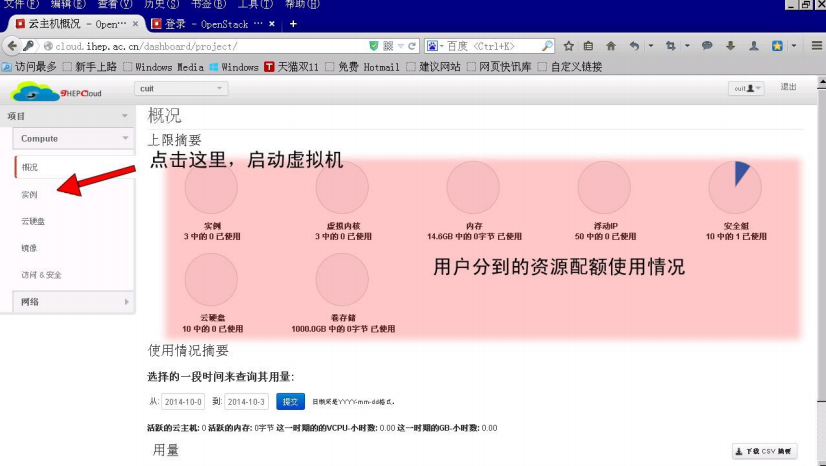 文件(F) 编辑(E) 查看(V) 历史(S) 书签(B) 工具(T) 帮助(H)
云主机概况 - Open… × 登录 - OpenStack … × +
cloud.ihep.ac.cn/dashboard/project/ 百度 <Ctrl+K>
访问最多 新手上路 Windows Media Windows 天猫双11 免费 Hotmail 建议网站 网页快讯库 自定义链接
IHEPCloud cuit cuit 退出
项目
Compute
概况
实例
云硬盘
镜像
访问 & 安全
网络
概况
上限摘要
点击这里，启动虚拟机
实例 虚拟内核 内存 浮动IP 安全组
3 中的 0 已使用 3 中的 0 已使用 14.6GB 中的 0字节 已使用 50 中的 0 已使用 10 中的 1 已使用
用户分到的资源配额使用情况
云硬盘 卷存储
10 中的 0 已使用 1000.0GB 中的 0字节 已使用
使用情况摘要
选择的一段时间来查询其用量:
从: 2014-10-0 到: 2014-10-3 提交 日期采是YYYY-mm-dd格式.
活跃的云主机: 0 活跃的内存: 0字节 这一时期的的VCPU-小时数: 0.00 这一时期的GB-小时数: 0.00
用量 下载 CSV 摘要